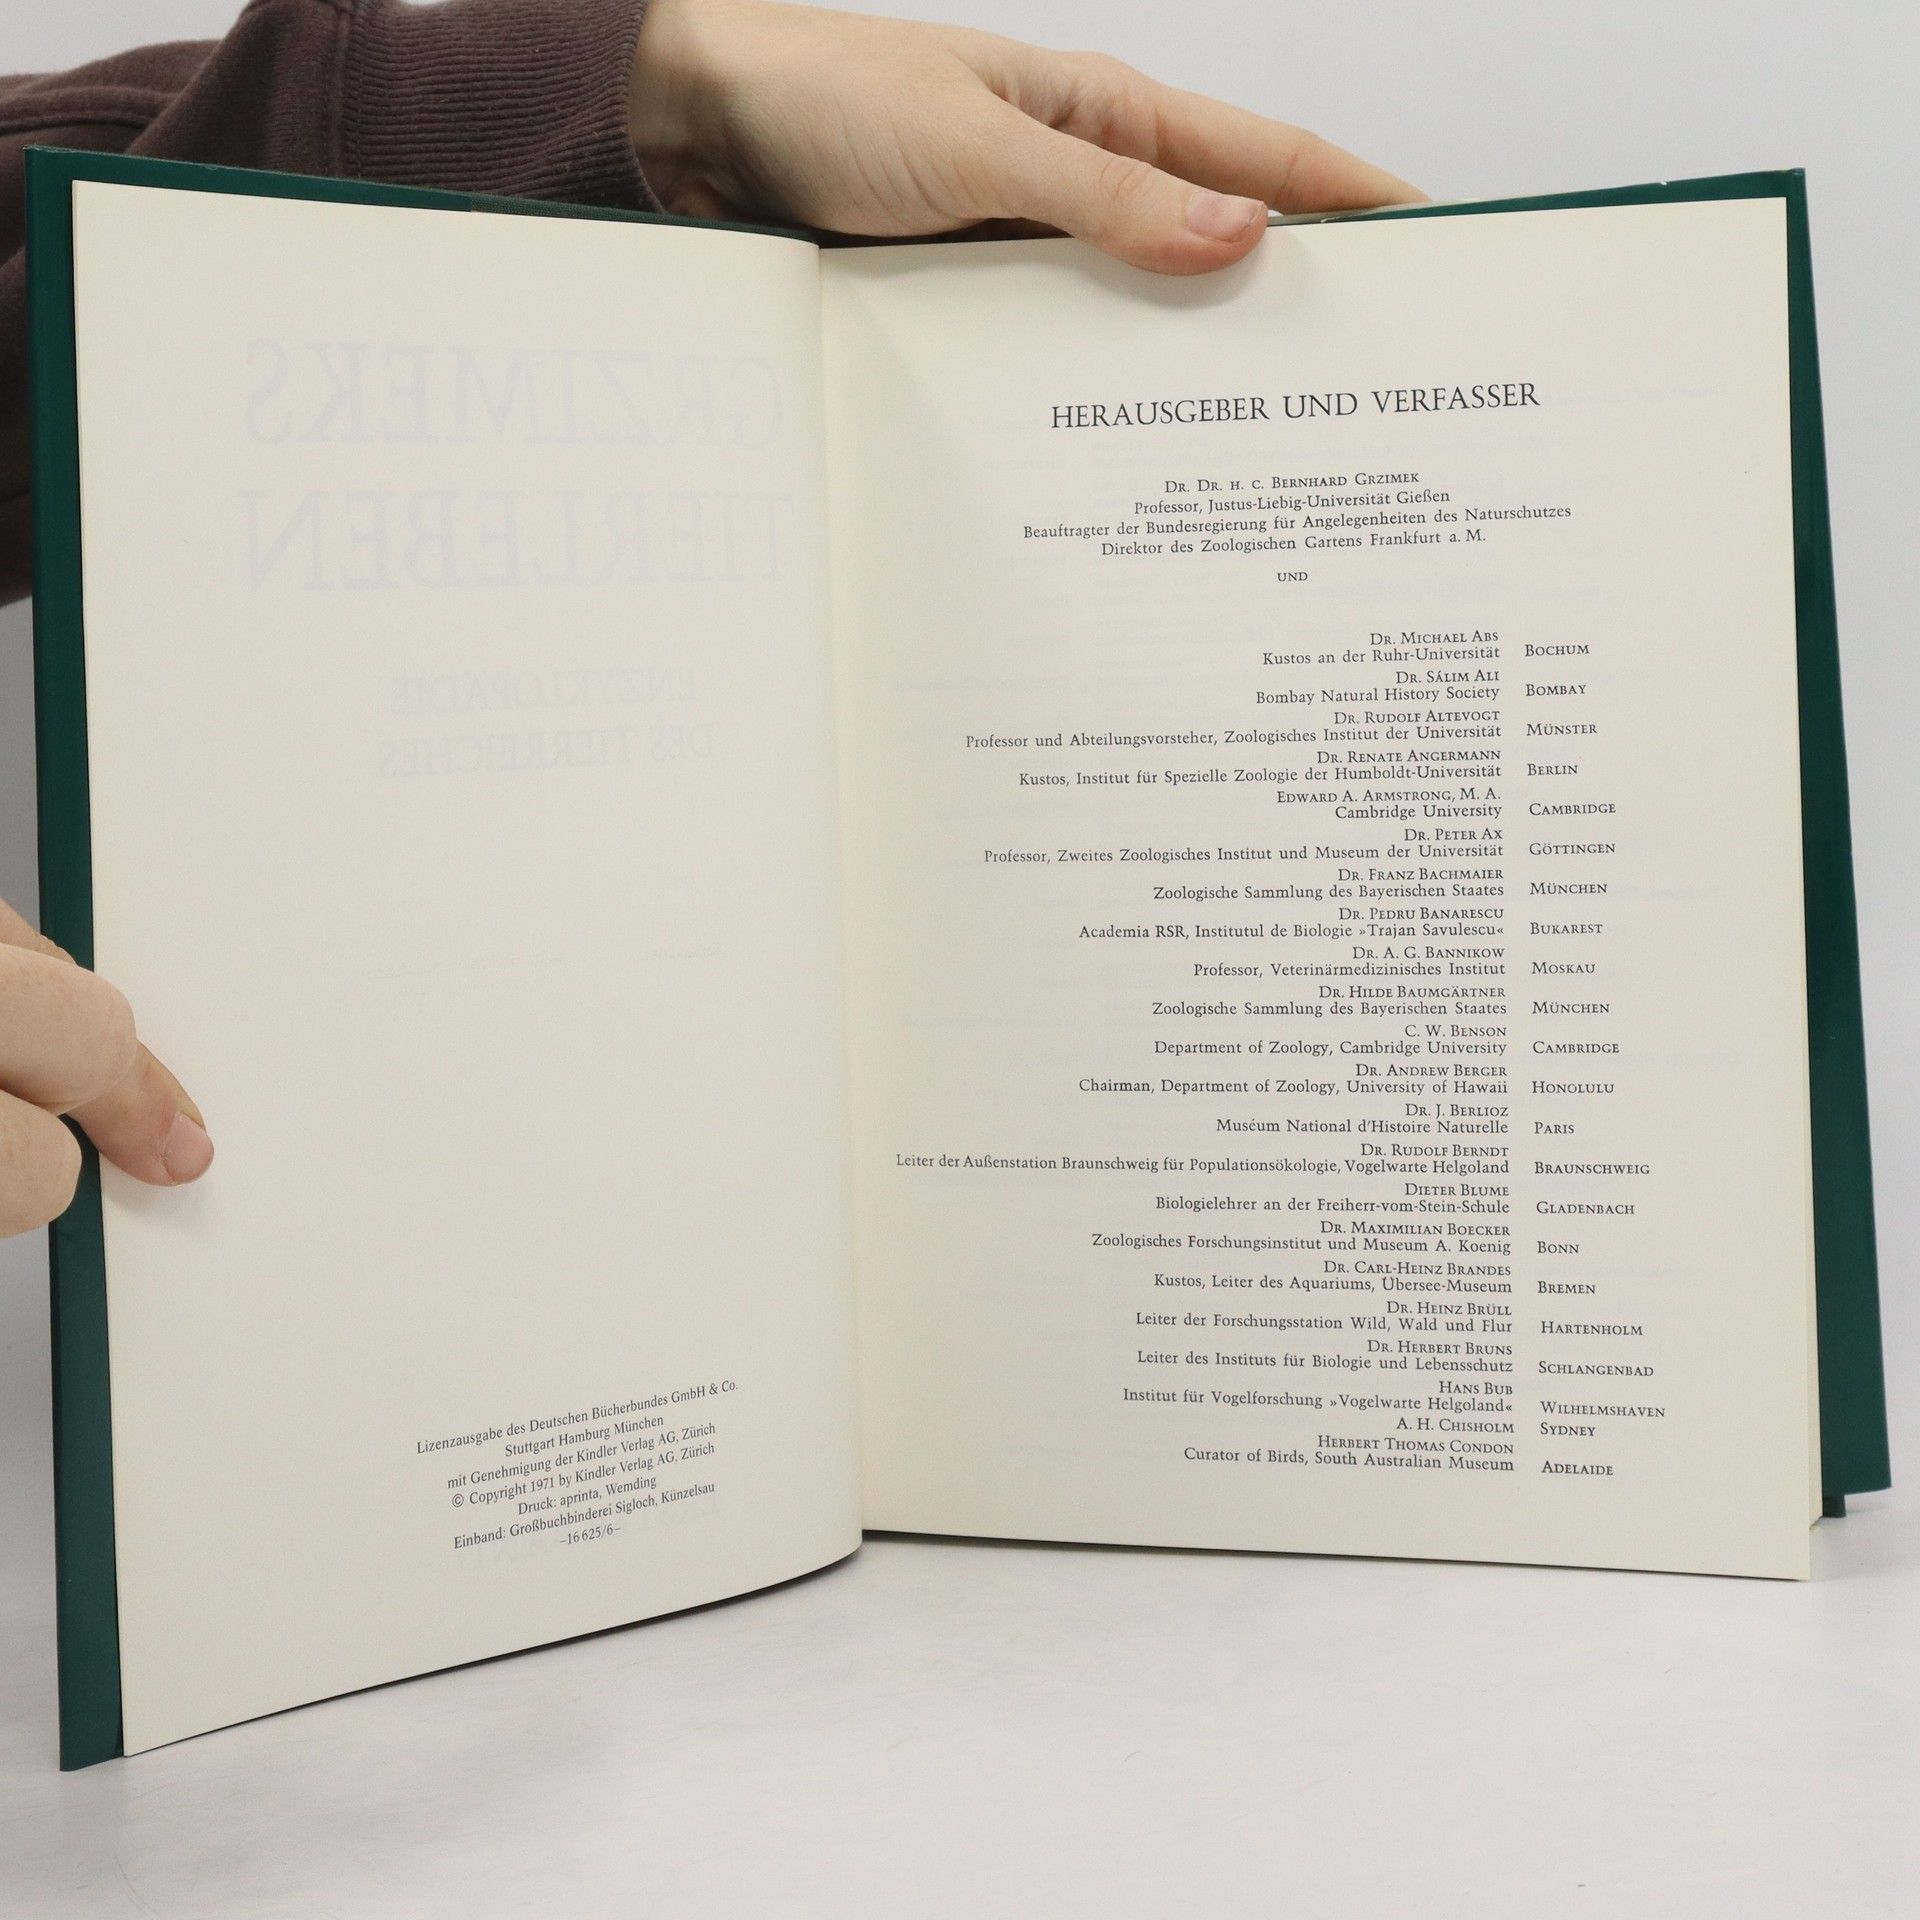 GRZIMEKS
TIERLEBEN
ENZYKLOPÄDIE
DES TIERREICHES
Lizenzausgabe des Deutschen Bücherbundes GmbH & Co.
Stuttgart Hamburg München
mit Genehmigung der Kindler Verlag AG, Zürich
© Copyright 1971 by Kindler Verlag AG, Zürich
Druck: aprinta, Wemding
Einband: Großbuchbinderei Sigloch, Künzelsau
–16 625/6–
HERAUSGEBER UND VERFASSER
DR. DR. H. C. BERNHARD GRZIMEK
Professor, Justus-Liebig-Universität Gießen
Beauftragter der Bundesregierung für Angelegenheiten des Naturschutzes
Direktor des Zoologischen Gartens Frankfurt a. M.
UND
DR. MICHAEL ABS
Kustos an der Ruhr-Universität BOCHUM
DR. SÁLIM ALI
Bombay Natural History Society BOMBAY
DR. RUDOLF ALTEVOGT
Professor und Abteilungsvorsteher, Zoologisches Institut der Universität MÜNSTER
DR. RENATE ANGERMANN
Kustos, Institut für Spezielle Zoologie der Humboldt-Universität BERLIN
EDWARD A. ARMSTRONG, M. A.
Cambridge University CAMBRIDGE
DR. PETER AX
Professor, Zweites Zoologisches Institut und Museum der Universität GÖTTINGEN
DR. FRANZ BACHMAIER
Zoologische Sammlung des Bayerischen Staates MÜNCHEN
DR. PEDRU BANARESCU
Academia RSR, Institutul de Biologie »Trajan Savulescu« BUKAREST
DR. A. G. BANNIKOW
Professor, Veterinärmedizinisches Institut MOSKAU
DR. HILDE BAUMGÄRTNER
Zoologische Sammlung des Bayerischen Staates MÜNCHEN
C. W. BENSON
Department of Zoology, Cambridge University CAMBRIDGE
DR. ANDREW BERGER
Chairman, Department of Zoology, University of Hawaii HONOLULU
DR. J. BERLIOZ
Muséum National d'Histoire Naturelle PARIS
DR. RUDOLF BERNDT
Leiter der Außenstation Braunschweig für Populationsökologie, Vogelwarte Helgoland BRAUNSCHWEIG
DIETER BLUME
Biologielehrer an der Freiherr-vom-Stein-Schule GLADENBACH
DR. MAXIMILIAN BOECKER
Zoologisches Forschungsinstitut und Museum A. Koenig BONN
DR. CARL-HEINZ BRANDES
Kustos, Leiter des Aquariums, Übersee-Museum BREMEN
DR. HEINZ BRÜLL
Leiter der Forschungsstation Wild, Wald und Flur HARTENHOLM
DR. HERBERT BRUNS
Leiter des Instituts für Biologie und Lebensschutz SCHLANGENBAD
HANS BUB
Institut für Vogelforschung »Vogelwarte Helgoland« WILHELMSHAVEN
A. H. CHISHOLM SYDNEY
HERBERT THOMAS CONDON
Curator of Birds, South Australian Museum ADELAIDE